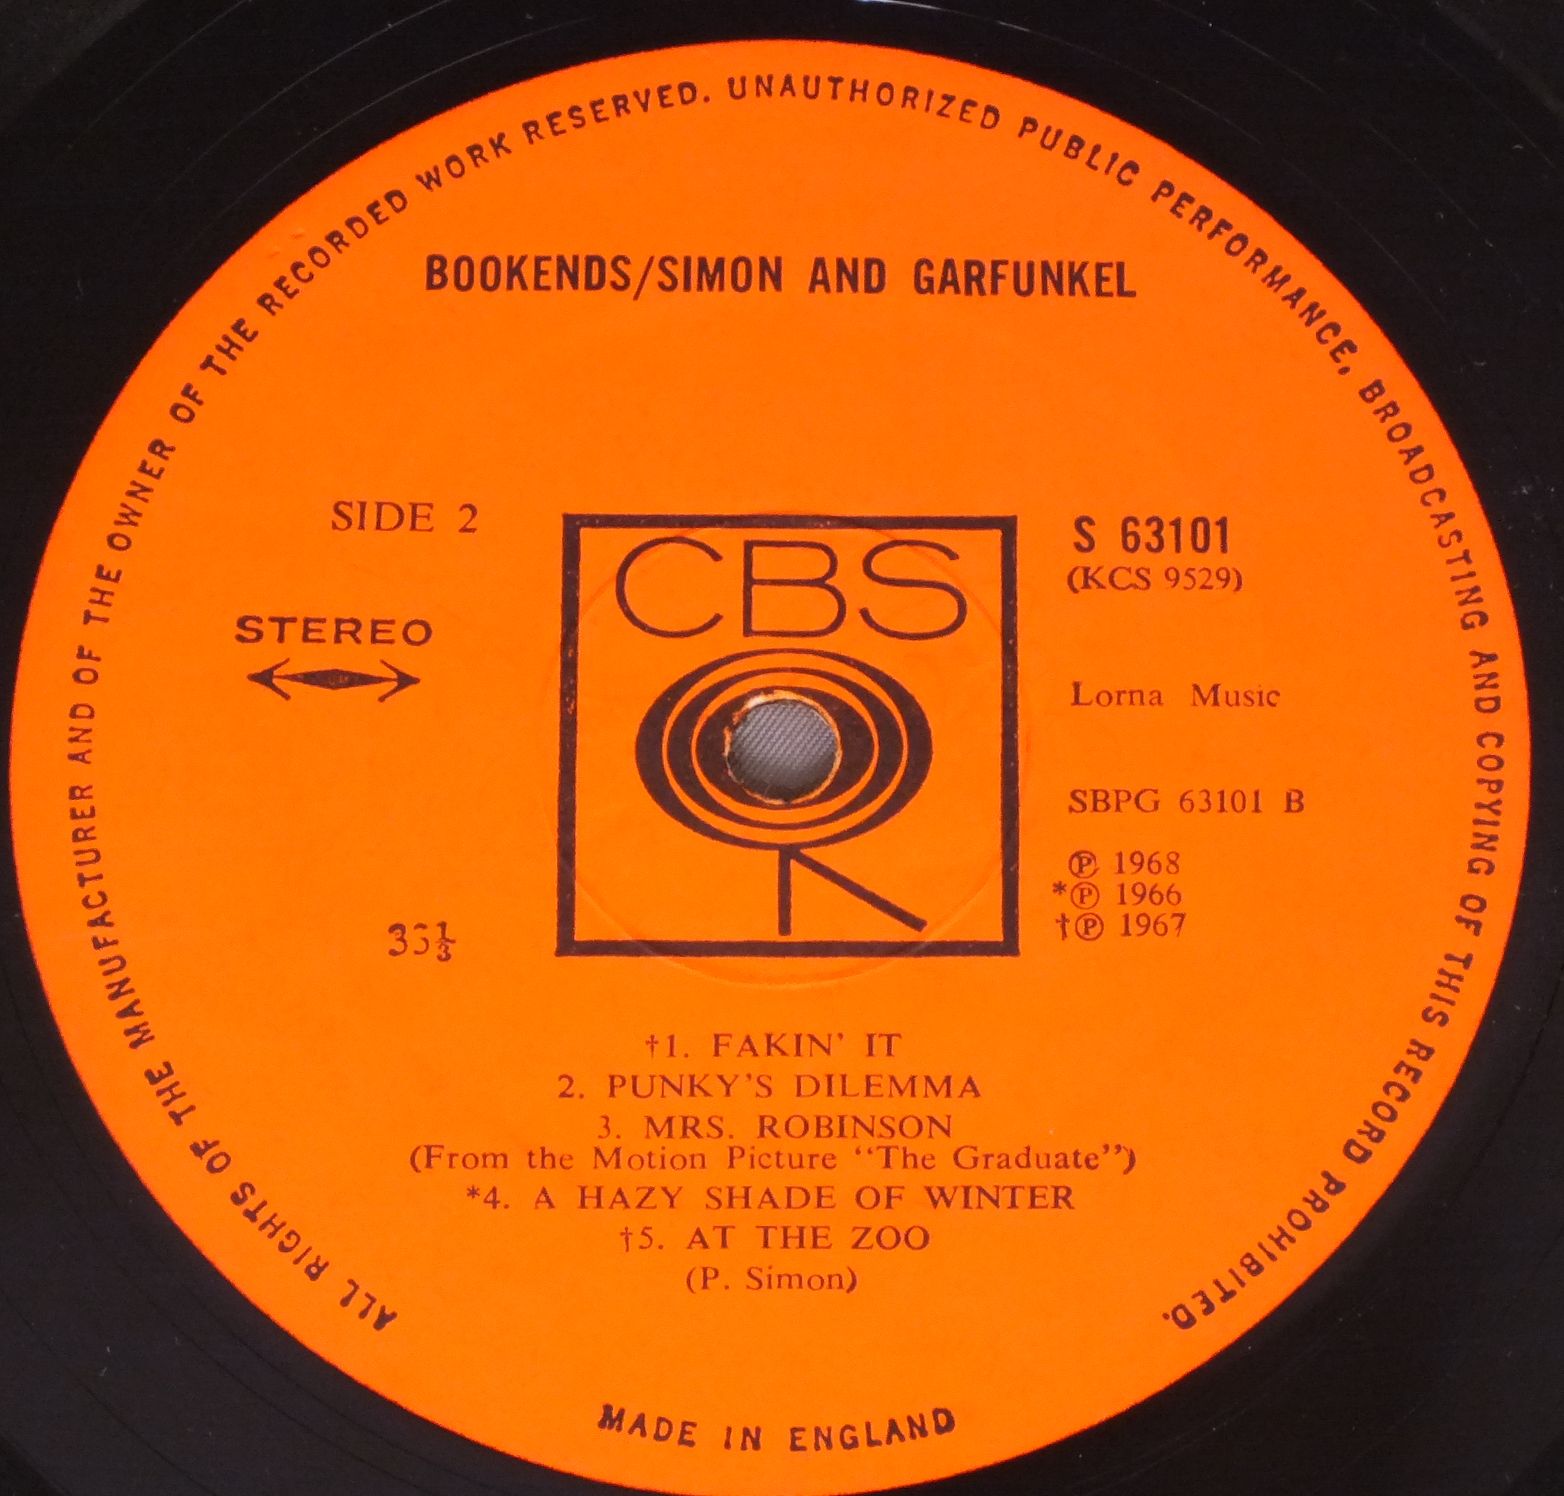 ALL RIGHTS OF THE MANUFACTURER AND OF THE OWNER OF THE RECORDED WORK RESERVED. UNAUTHORIZED PUBLIC PERFORMANCE, BROADCASTING AND COPYING OF THIS RECORD PROHIBITED.
BOOKENDS/SIMON AND GARFUNKEL
SIDE 2
STEREO
33⅓
CBS
S 63101
(KCS 9529)
Lorna Music
SBPG 63101 B
℗ 1968
*℗ 1966
†℗ 1967
†1. FAKIN' IT
2. PUNKY'S DILEMMA
3. MRS. ROBINSON
(From the Motion Picture "The Graduate")
*4. A HAZY SHADE OF WINTER
†5. AT THE ZOO
(P. Simon)
MADE IN ENGLAND